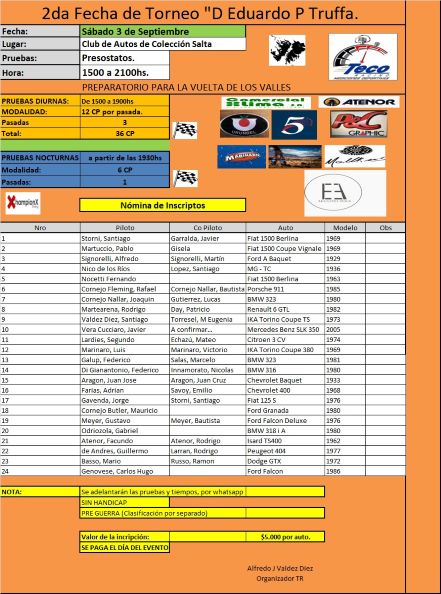 2da Fecha de Torneo "D Eduardo P Truffa.
Fecha: Sábado 3 de Septiembre
Lugar: Club de Autos de Colección Salta
Pruebas: Presostatos.
Hora: 1500 a 2100hs.
Teco
PREPARATORIO PARA LA VUELTA DE LOS VALLES
PRUEBAS DIURNAS: De 1500 a 1900hs
MODALIDAD: 12 CP por pasada.
Pasadas 3
Total: 36 CP
ATENOR
5
GRAPHIC
PRUEBAS NOCTURNAS a partir de las 1930hs
Modalidad: 6 CP
Pasadas: 1
EA
ChampionX
Nómina de Inscriptos
Nro Piloto Co Piloto Auto Modelo Obs
1 Storni, Santiago Garralda, Javier Fiat 1500 Berlina 1969
2 Martuccio, Pablo Gisela Fiat 1500 Coupe Vignale 1969
3 Signorelli, Alfredo Signorelli, Martín Ford A Baquet 1929
4 Nico de los Ríos Lopez, Santiago MG - TC 1936
5 Nocetti Fernando Fiat 1500 Berlina 1963
6 Cornejo Fleming, Rafael Cornejo Nallar, Bautista Porsche 911 1985
7 Cornejo Nallar, Joaquin Gutierrez, Lucas BMW 323 1980
8 Martearena, Rodrigo Day, Patricio Renault 6 GTL 1982
9 Valdez Diez, Santiago Torresel, M Eugenia IKA Torino Coupe TS 1973
10 Vera Cucciaro, Javier A confirmar... Mercedes Benz SLK 350 2005
11 Lardies, Segundo Echazú, Mateo Citroen 3 CV 1974
12 Marinaro, Luis Marinaro, Victorio IKA Torino Coupe 380 1969
13 Galup, Federico Salas, Marcelo BMW 323 1981
14 Di Gianantonio, Federico Innamorato, Nicolas BMW 316 1980
15 Aragon, Juan Jose Aragon, Juan Cruz Chevrolet Baquet 1933
16 Farias, Adrian Savoy, Emilio Chevrolet 400 1968
17 Gavenda, Jorge Storni, Santiago Fiat 125 S 1976
18 Cornejo Butler, Mauricio Ford Granada 1980
19 Meyer, Gustavo Meyer, Bautista Ford Falcon Deluxe 1976
20 Odriozola, Gabriel BMW 318 i A 1980
21 Atenor, Facundo Atenor, Rodrigo Isard TS400 1962
22 de Andres, Guillermo Larran, Rodrigo Peugeot 404 1977
23 Basso, Mario Russo, Ramon Dodge GTX 1972
24 Genovese, Carlos Hugo Ford Falcon 1986
NOTA: Se adelantarán las pruebas y tiempos, por whatsapp
SIN HANDICAP
PRE GUERRA (Clasificación por separado)
Valor de la incripción: $5.000 por auto.
SE PAGA EL DÍA DEL EVENTO
Alfredo J Valdez Diez
Organizador TR